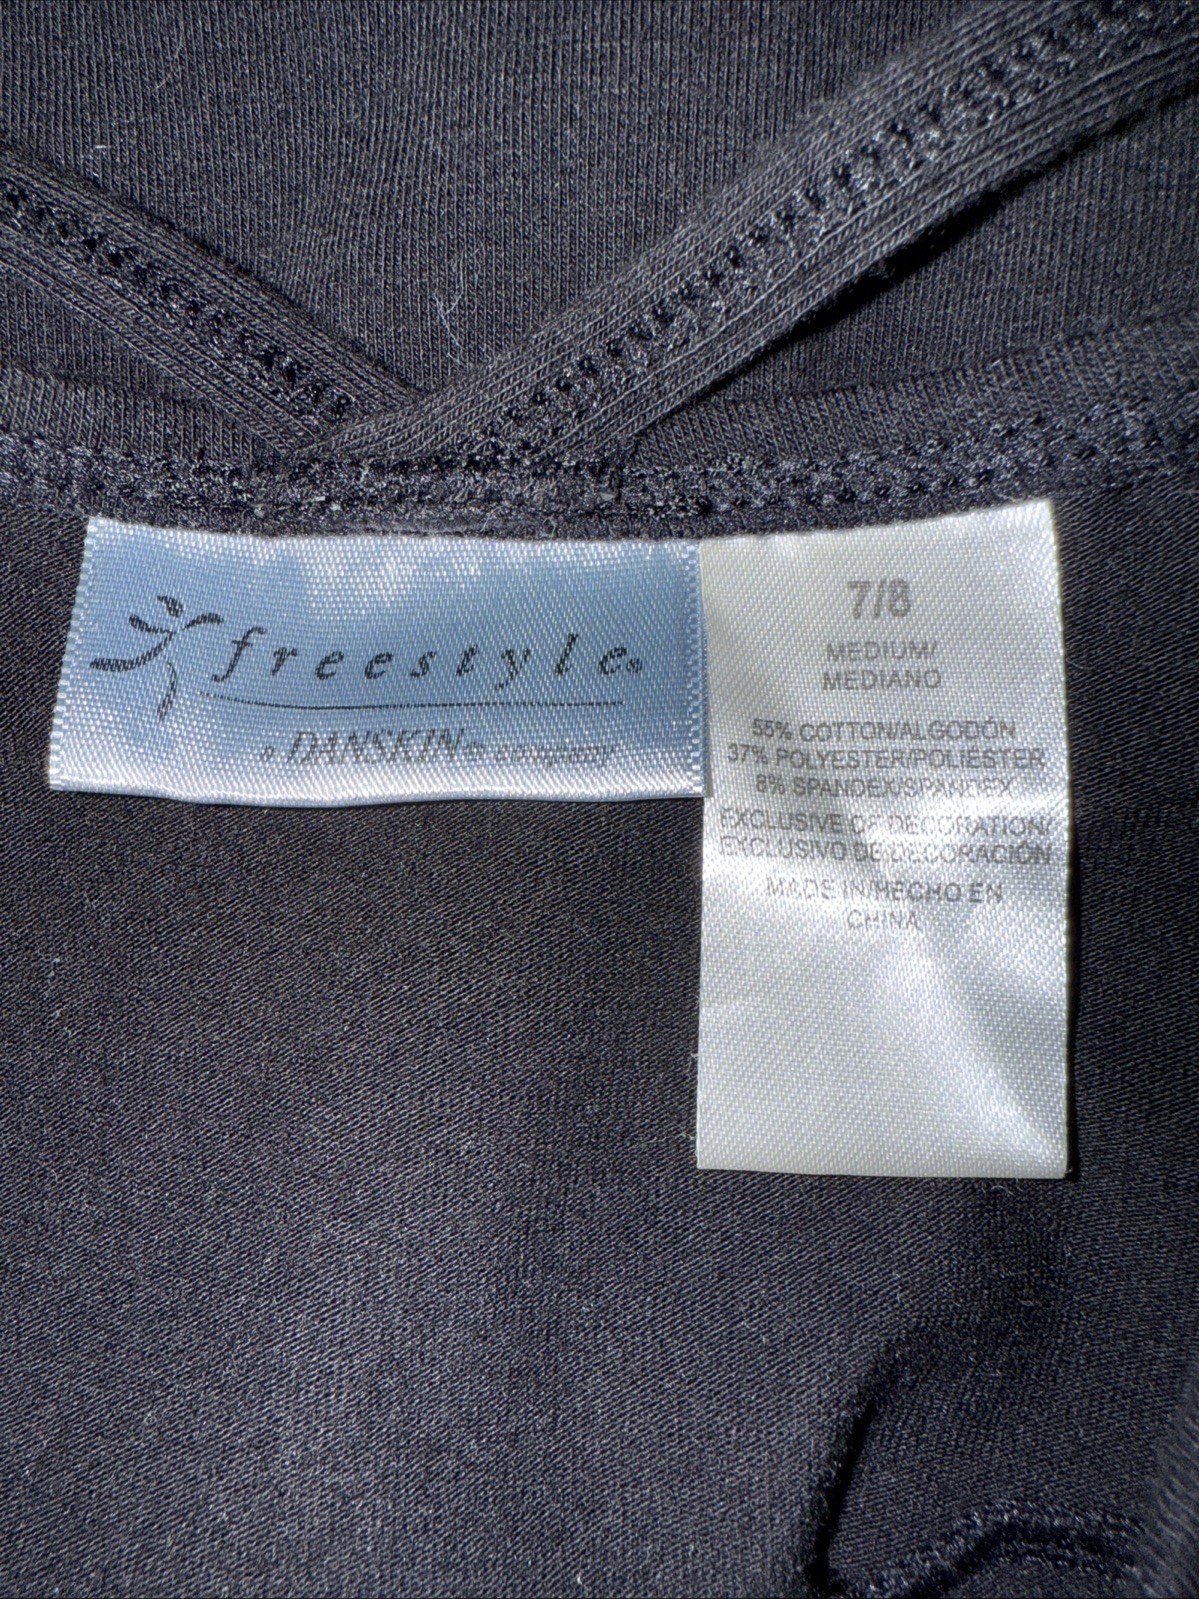 freestyle®
a DANSKIN® company
7/8
MEDIUM/
MEDIANO
55% COTTON/ALGODÓN
37% POLYESTER/POLIÉSTER
8% SPANDEX/SPANDEX
EXCLUSIVE OF DECORATION/
EXCLUSIVO DE DECORACIÓN
MADE IN/HECHO EN
CHINA